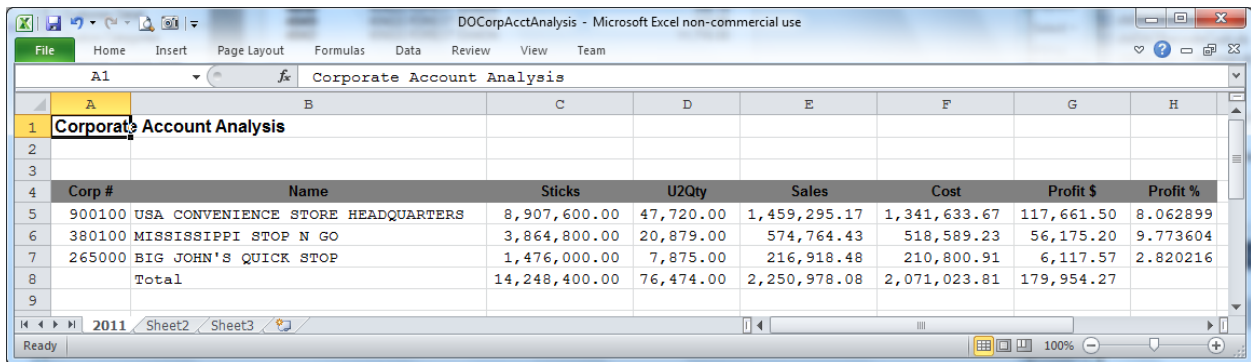 DOCorpAcctAnalysis - Microsoft Excel non-commercial use
File Home Insert Page Layout Formulas Data Review View Team
A1 fx Corporate Account Analysis
A B C D E F G H
1 Corporate Account Analysis
2
3
4 Corp # Name Sticks U2Qty Sales Cost Profit $ Profit %
5 900100 USA CONVENIENCE STORE HEADQUARTERS 8,907,600.00 47,720.00 1,459,295.17 1,341,633.67 117,661.50 8.062899
6 380100 MISSISSIPPI STOP N GO 3,864,800.00 20,879.00 574,764.43 518,589.23 56,175.20 9.773604
7 265000 BIG JOHN'S QUICK STOP 1,476,000.00 7,875.00 216,918.48 210,800.91 6,117.57 2.820216
8 Total 14,248,400.00 76,474.00 2,250,978.08 2,071,023.81 179,954.27
9
2011 Sheet2 Sheet3
Ready 100%